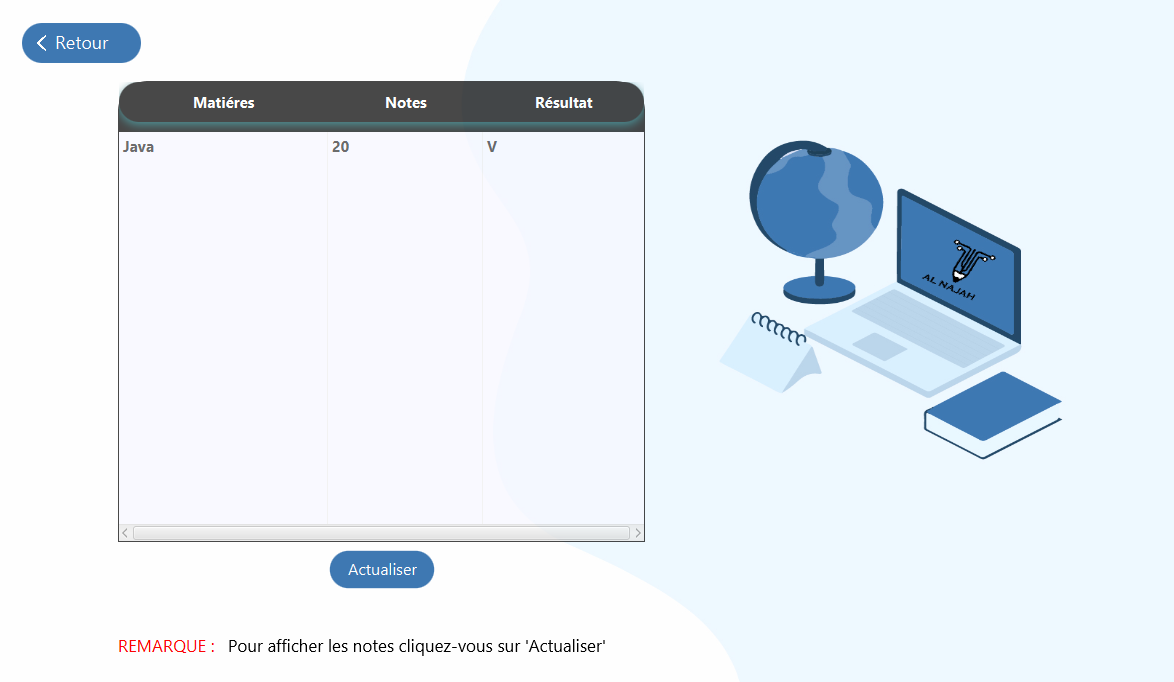 Retour
Matiéres Notes Résultat
Java 20 V
AL NAJAH
Actualiser
REMARQUE : Pour afficher les notes cliquez-vous sur 'Actualiser'